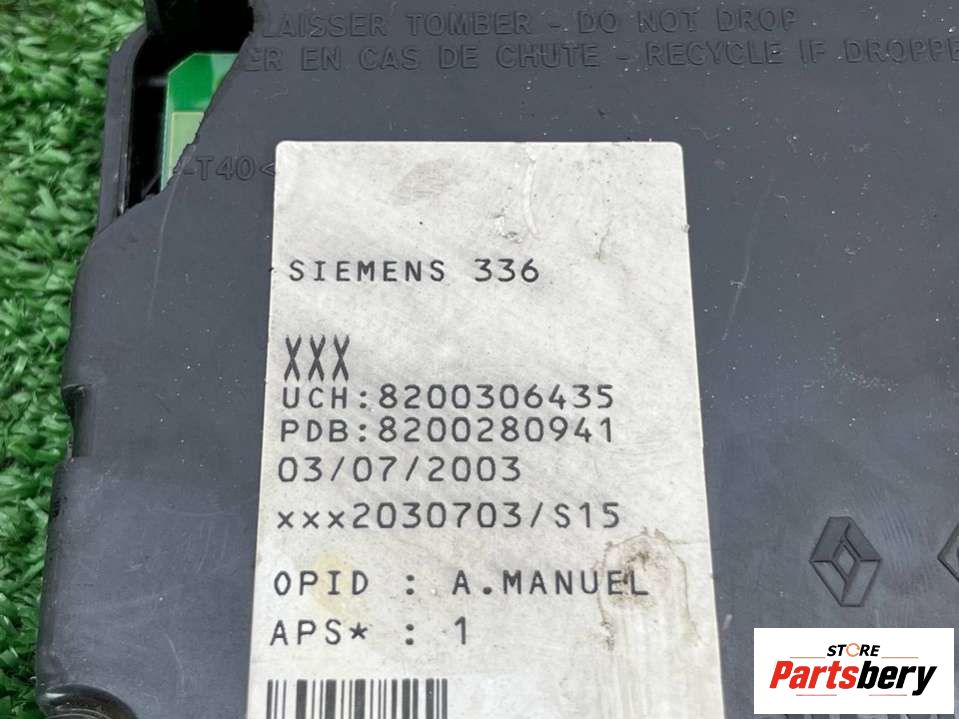 LAISSER TOMBER - DO NOT DROP
ER EN CAS DE CHUTE - RECYCLE IF DROPPE
-T40<
SIEMENS 336
XXX
UCH:8200306435
PDB:8200280941
03/07/2003
xxx2030703/S15
OPID : A.MANUEL
APS* : 1
STORE
Partsbery